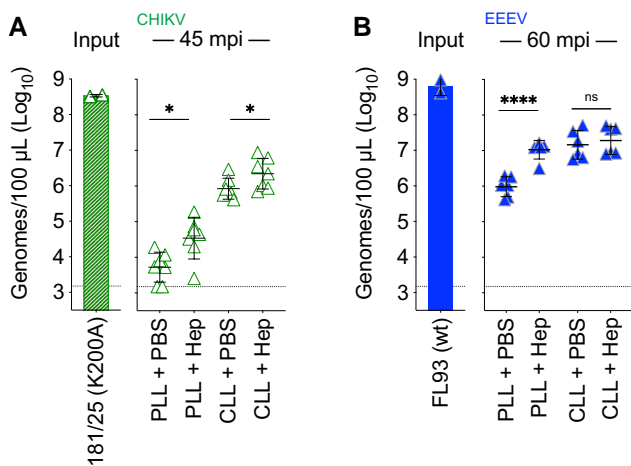 A
CHIKV
Input
— 45 mpi —
Genomes/100 µL (Log10)
9
8
7
6
5
4
3
*
*
181/25 (K200A)
PLL + PBS
PLL + Hep
CLL + PBS
CLL + Hep
B
EEEV
Input
— 60 mpi —
Genomes/100 µL (Log10)
9
8
7
6
5
4
3
****
ns
FL93 (wt)
PLL + PBS
PLL + Hep
CLL + PBS
CLL + Hep